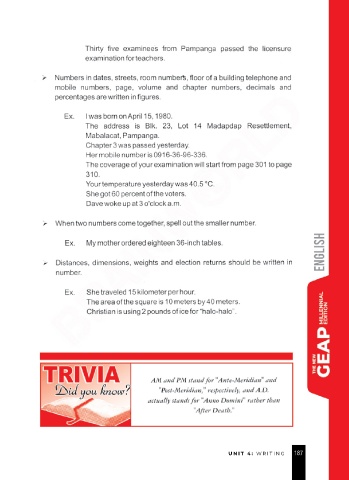 Thirty five examinees from Pampanga passed the licensure
examination for teachers.
➢ Numbers in dates, streets, room numbers, floor of a building telephone and
mobile numbers, page, volume and chapter numbers, decimals and
percentages are written in figures.
Ex. I was born on April 15, 1980.
The address is Blk. 23, Lot 14 Madapdap Resettlement,
Mabalacat, Pampanga.
Chapter 3 was passed yesterday.
Her mobile number is 0916-36-96-336.
The coverage of your examination will start from page 301 to page
310.
Your temperature yesterday was 40.5 °C.
She got 60 percent of the voters.
Dave woke up at 3 o'clock a.m.
➢ When two numbers come together, spell out the smaller number.
Ex. My mother ordered eighteen 36-inch tables.
➢ Distances, dimensions, weights and election returns should be written in
number.
Ex. She traveled 15 kilometer per hour.
The area of the square is 10 meters by 40 meters.
Christian is using 2 pounds of ice for "halo-halo".
ENGLISH
THE NEW GEAP MILLENNIAL EDITION
TRIVIA
Did you know?
AM and PM stand for "Ante-Meridian" and
"Post-Meridian," respectively, and A.D.
actually stands for "Anno Domini" rather than
"After Death."
UNIT 4: WRITING 187